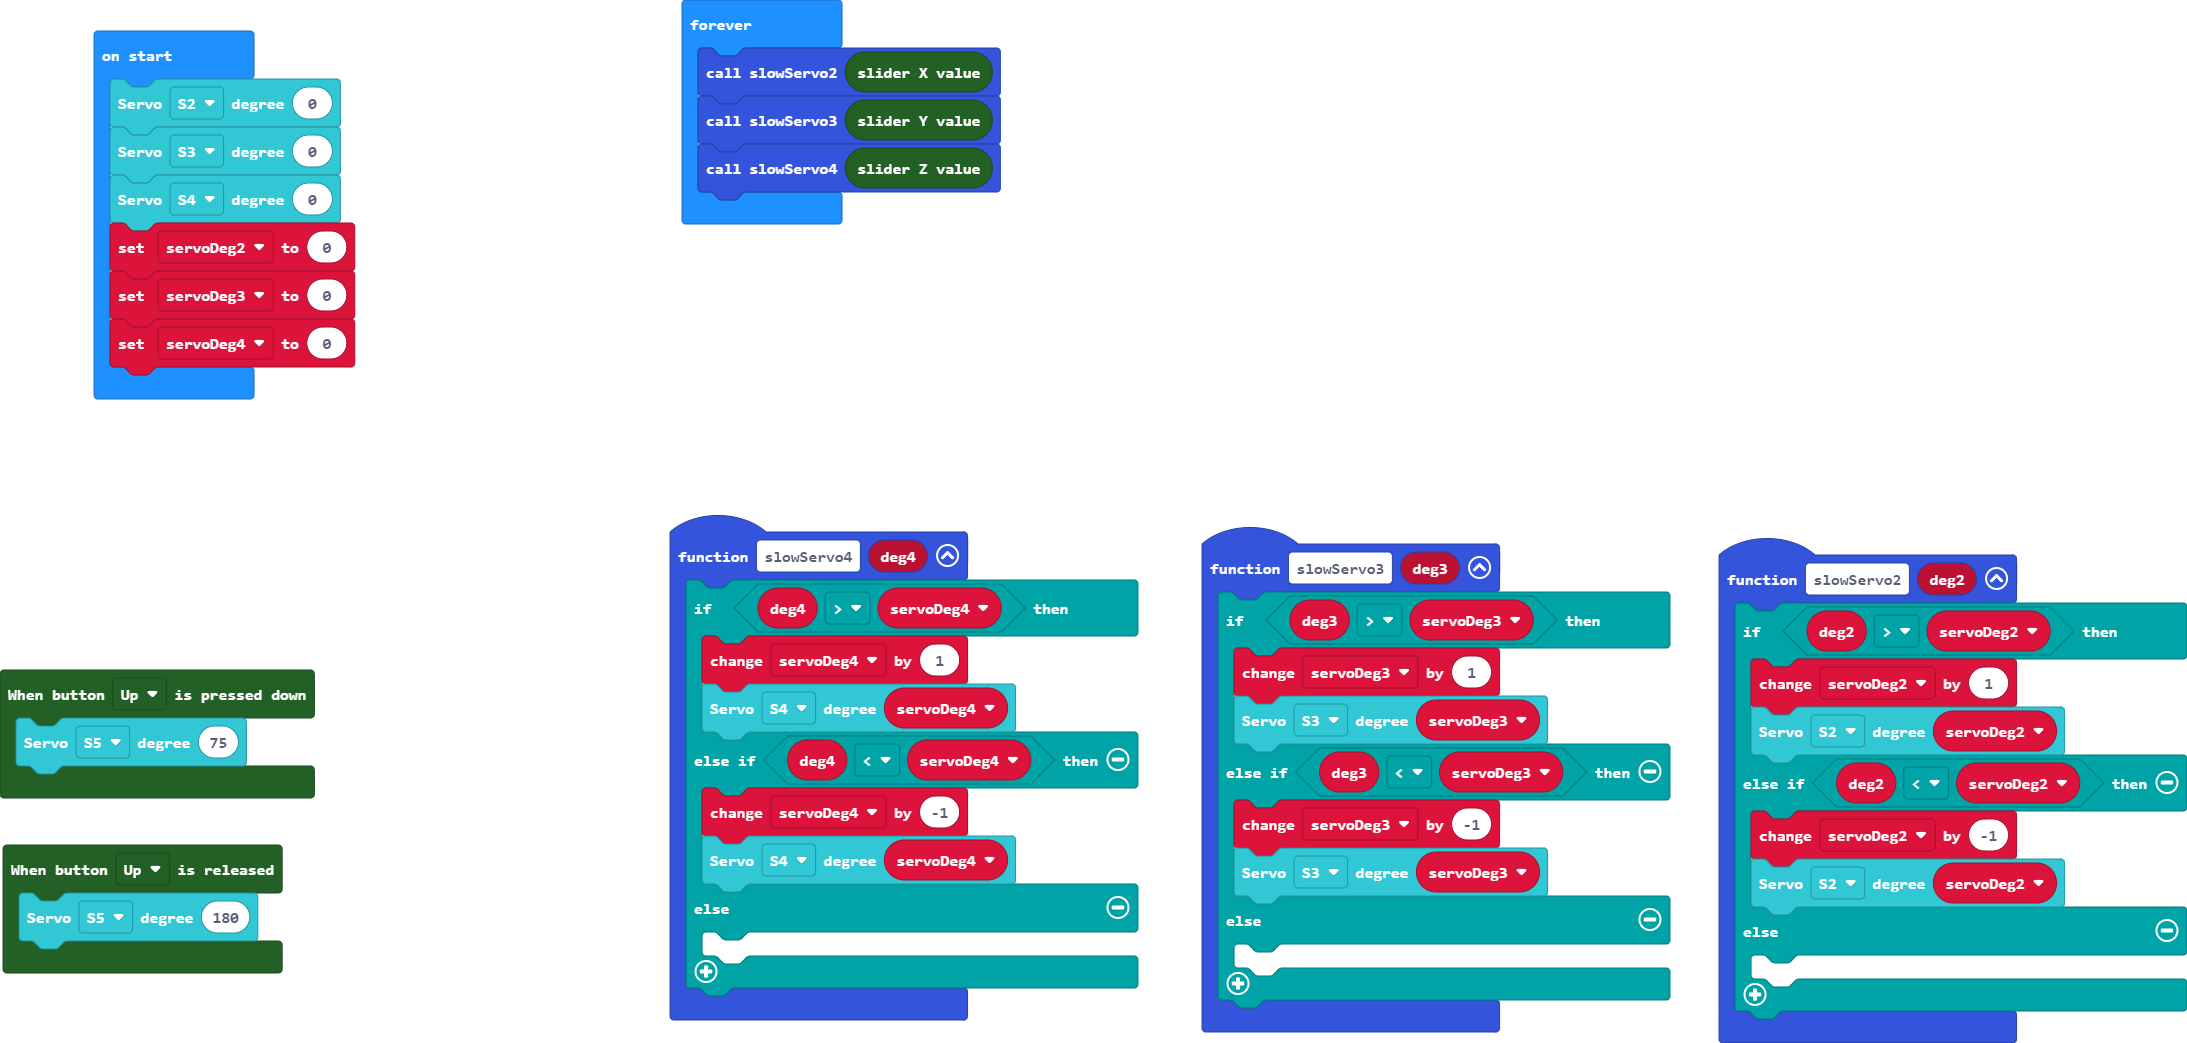 on start
Servo S2 degree 0
Servo S3 degree 0
Servo S4 degree 0
set servoDeg2 to 0
set servoDeg3 to 0
set servoDeg4 to 0
forever
call slowServo2 slider X value
call slowServo3 slider Y value
call slowServo4 slider Z value
When button Up is pressed down
Servo S5 degree 75
When button Up is released
Servo S5 degree 180
function slowServo4 deg4
if deg4 > servoDeg4 then
change servoDeg4 by 1
Servo S4 degree servoDeg4
else if deg4 < servoDeg4 then
change servoDeg4 by -1
Servo S4 degree servoDeg4
else
function slowServo3 deg3
if deg3 > servoDeg3 then
change servoDeg3 by 1
Servo S3 degree servoDeg3
else if deg3 < servoDeg3 then
change servoDeg3 by -1
Servo S3 degree servoDeg3
else
function slowServo2 deg2
if deg2 > servoDeg2 then
change servoDeg2 by 1
Servo S2 degree servoDeg2
else if deg2 < servoDeg2 then
change servoDeg2 by -1
Servo S2 degree servoDeg2
else